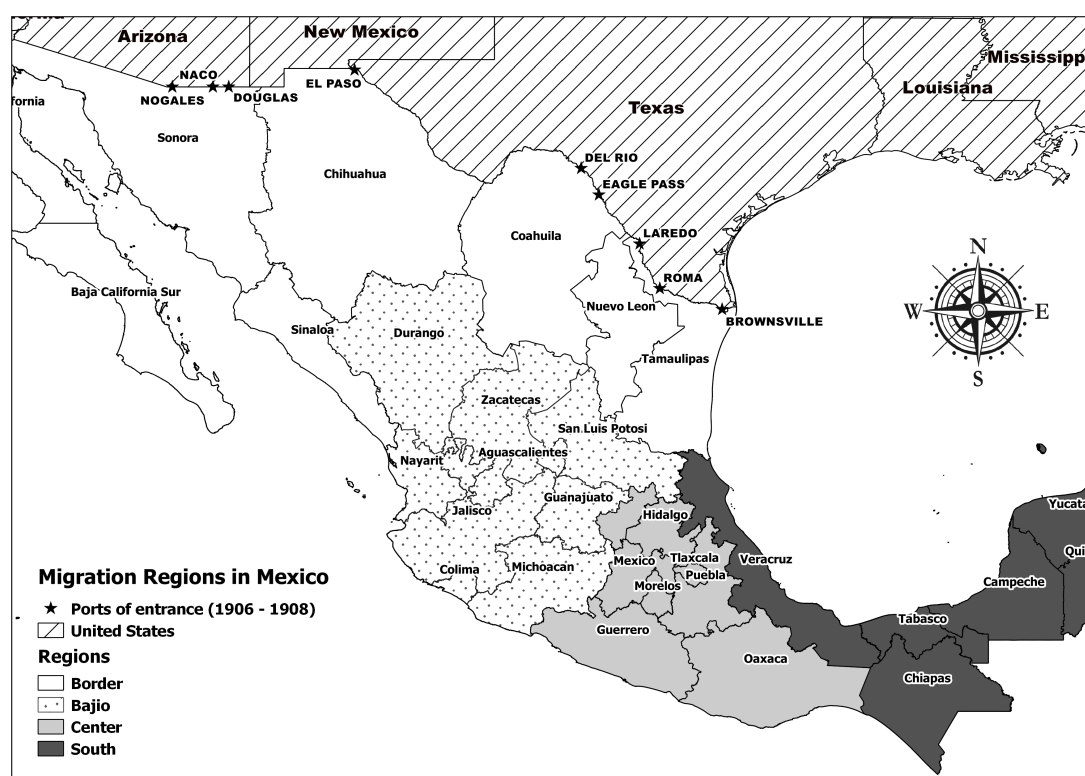 Arizona
New Mexico
Mississipp
NACO
EL PASO
NOGALES
DOUGLAS
Louisiana
fornia
Texas
Sonora
Chihuahua
DEL RIO
EAGLE PASS
Coahuila
LAREDO
N
ROMA
Baja California Sur
Nuevo Leon
W
E
BROWNSVILLE
Sinaloa
Durango
Tamaulipas
S
Zacatecas
San Luis Potosi
Nayarit
Aguascalientes
Guanajuato
Yucata
Jalisco
Hidalgo
Qui
Mexico
Tlaxcala
Veracruz
Colima
Michoacan
Puebla
Morelos
Campeche
Tabasco
Guerrero
Oaxaca
Chiapas
Migration Regions in Mexico
Ports of entrance (1906 - 1908)
United States
Regions
Border
Bajio
Center
South